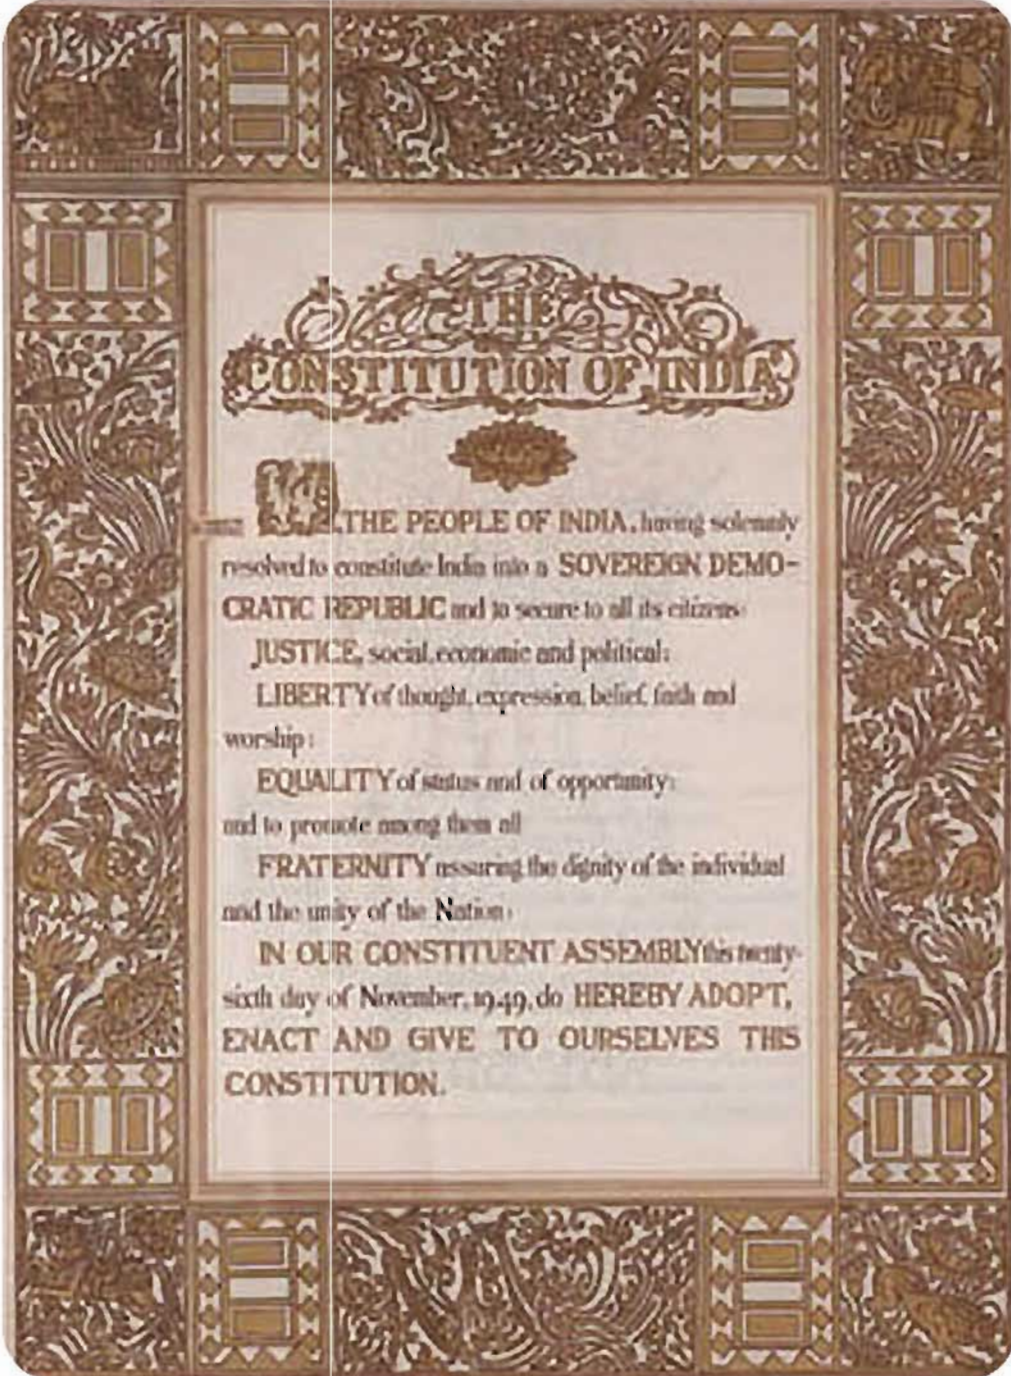 THE
CONSTITUTION OF INDIA
WE, THE PEOPLE OF INDIA, having solemnly
resolved to constitute India into a SOVEREIGN DEMO-
CRATIC REPUBLIC and to secure to all its citizens:
JUSTICE, social, economic and political;
LIBERTY of thought, expression, belief, faith and
worship;
EQUALITY of status and of opportunity;
and to promote among them all
FRATERNITY assuring the dignity of the individual
and the unity of the Nation;
IN OUR CONSTITUENT ASSEMBLY this twenty-
sixth day of November, 1949, do HEREBY ADOPT,
ENACT AND GIVE TO OURSELVES THIS
CONSTITUTION.